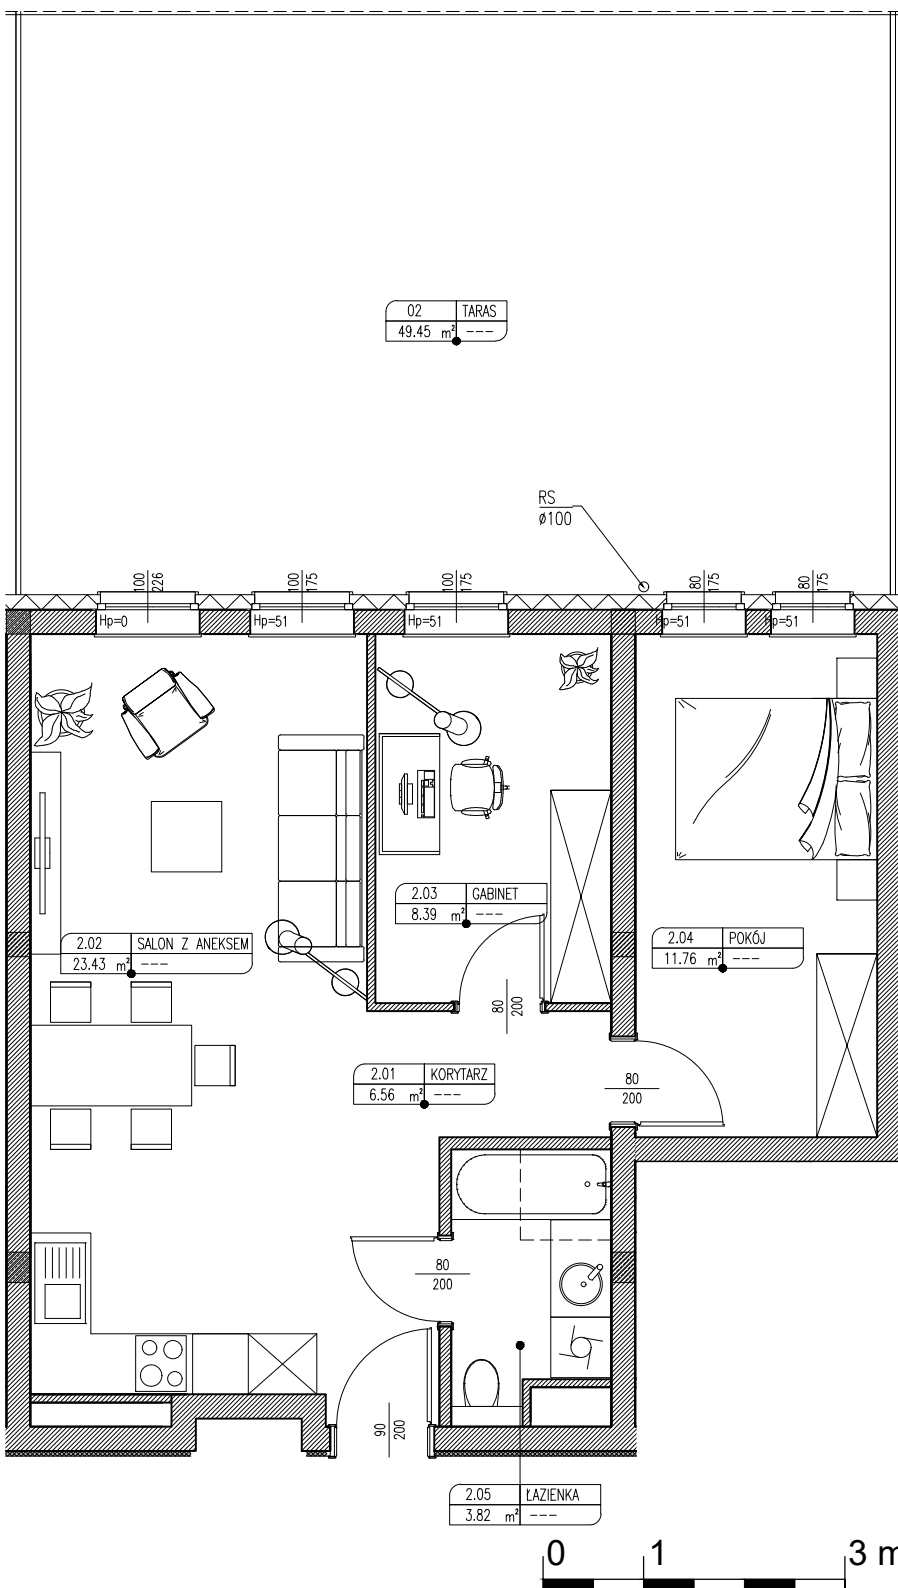 02 TARAS
49.45 m² ---
RS
ø100
100
226
100
175
100
175
80
175
80
175
Hp=0
Hp=51
Hp=51
Hp=51
Hp=51
2.03 GABINET
8.39 m² ---
2.02 SALON Z ANEKSEM
23.43 m² ---
2.04 POKÓJ
11.76 m² ---
80
200
2.01 KORYTARZ
6.56 m² ---
80
200
80
200
90
200
2.05 ŁAZIENKA
3.82 m² ---
0 1 3 m